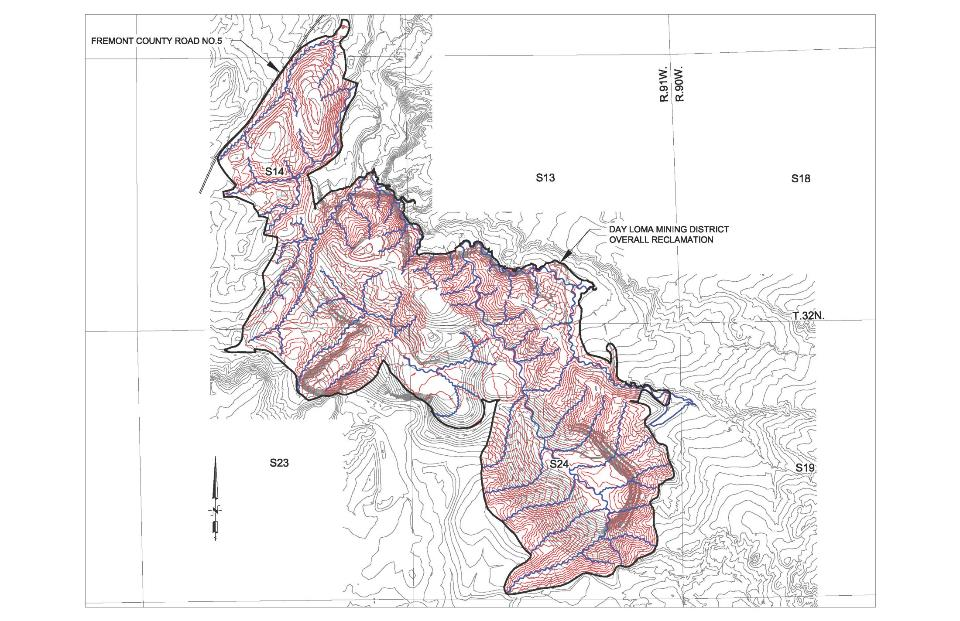 FREMONT COUNTY ROAD NO.5
R.91W.
R.90W.
S14
S13
S18
DAY LOMA MINING DISTRICT
OVERALL RECLAMATION
T.32N.
S23
S24
S19
N